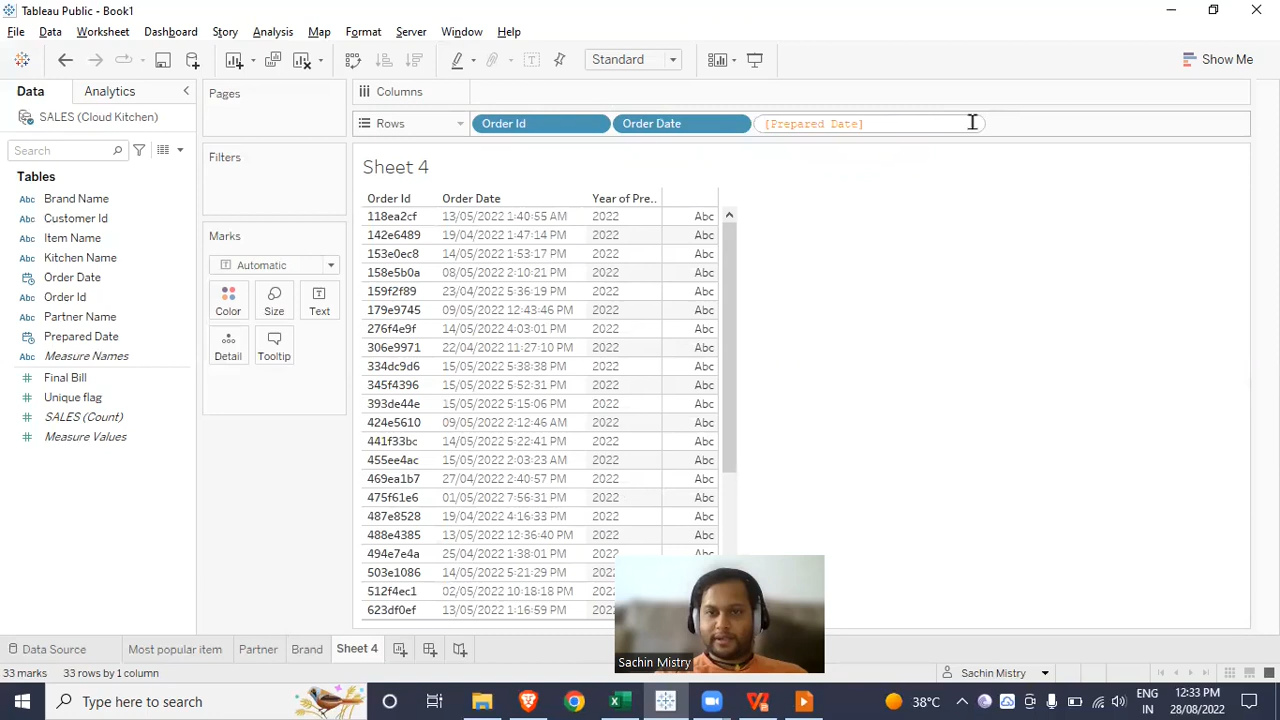 Tableau Public - Book1
File Data Worksheet Dashboard Story Analysis Map Format Server Window Help
Standard
Show Me
Data Analytics
SALES (Cloud Kitchen)
Search
Tables
Abc Brand Name
Abc Customer Id
Abc Item Name
Abc Kitchen Name
Order Date
Abc Order Id
Abc Partner Name
Prepared Date
Abc Measure Names
# Final Bill
# Unique flag
# SALES (Count)
# Measure Values
Pages
Filters
Marks
T Automatic
Color Size Text
Detail Tooltip
Columns
Rows Order Id Order Date [Prepared Date]
Sheet 4
Order Id Order Date Year of Pre..
118ea2cf 13/05/2022 1:40:55 AM 2022 Abc
142e6489 19/04/2022 1:47:14 PM 2022 Abc
153e0ec8 14/05/2022 1:53:17 PM 2022 Abc
158e5b0a 08/05/2022 2:10:21 PM 2022 Abc
159f2f89 23/04/2022 5:36:19 PM 2022 Abc
179e9745 09/05/2022 12:43:46 PM 2022 Abc
276f4e9f 14/05/2022 4:03:01 PM 2022 Abc
306e9971 22/04/2022 11:27:10 PM 2022 Abc
334dc9d6 15/05/2022 5:38:38 PM 2022 Abc
345f4396 15/05/2022 5:52:31 PM 2022 Abc
393de44e 15/05/2022 5:15:06 PM 2022 Abc
424e5610 09/05/2022 2:12:46 AM 2022 Abc
441f33bc 14/05/2022 5:22:41 PM 2022 Abc
455ee4ac 15/05/2022 2:03:23 AM 2022 Abc
469ea1b7 27/04/2022 2:40:57 PM 2022 Abc
475f61e6 01/05/2022 7:56:31 PM 2022 Abc
487e8528 19/04/2022 4:16:33 PM 2022 Abc
488e4385 13/05/2022 12:36:40 PM 2022 Abc
494e7e4a 25/04/2022 1:38:01 PM 2022 Abc
503e1086 14/05/2022 5:21:29 PM 202
512f4ec1 02/05/2022 10:18:18 PM 202
623df0ef 13/05/2022 1:16:59 PM 202
Sachin Mistry
Data Source Most popular item Partner Brand Sheet 4
33 marks 33 rows by 1 column Sachin Mistry
Type here to search
38°C
ENG
IN
12:33 PM
28/08/2022